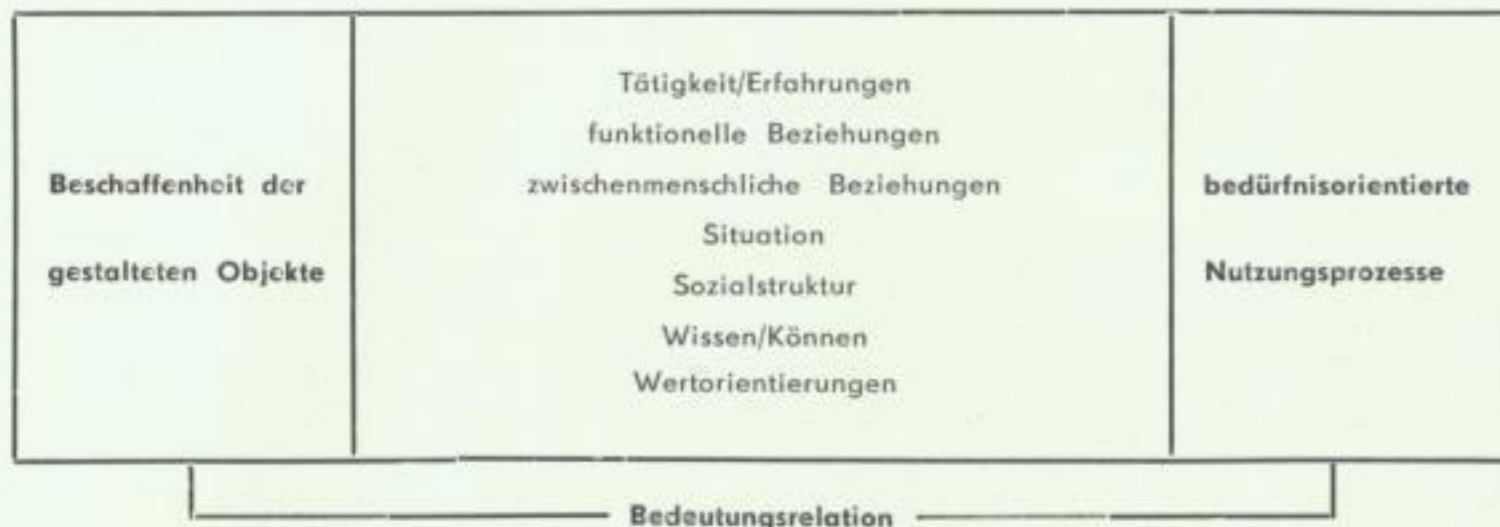 Beschaffenheit der
gestalteten Objekte
Tätigkeit/Erfahrungen
funktionelle Beziehungen
zwischenmenschliche Beziehungen
Situation
Sozialstruktur
Wissen/Können
Wertorientierungen
bedürfnisorientierte
Nutzungsprozesse
Bedeutungsrelation